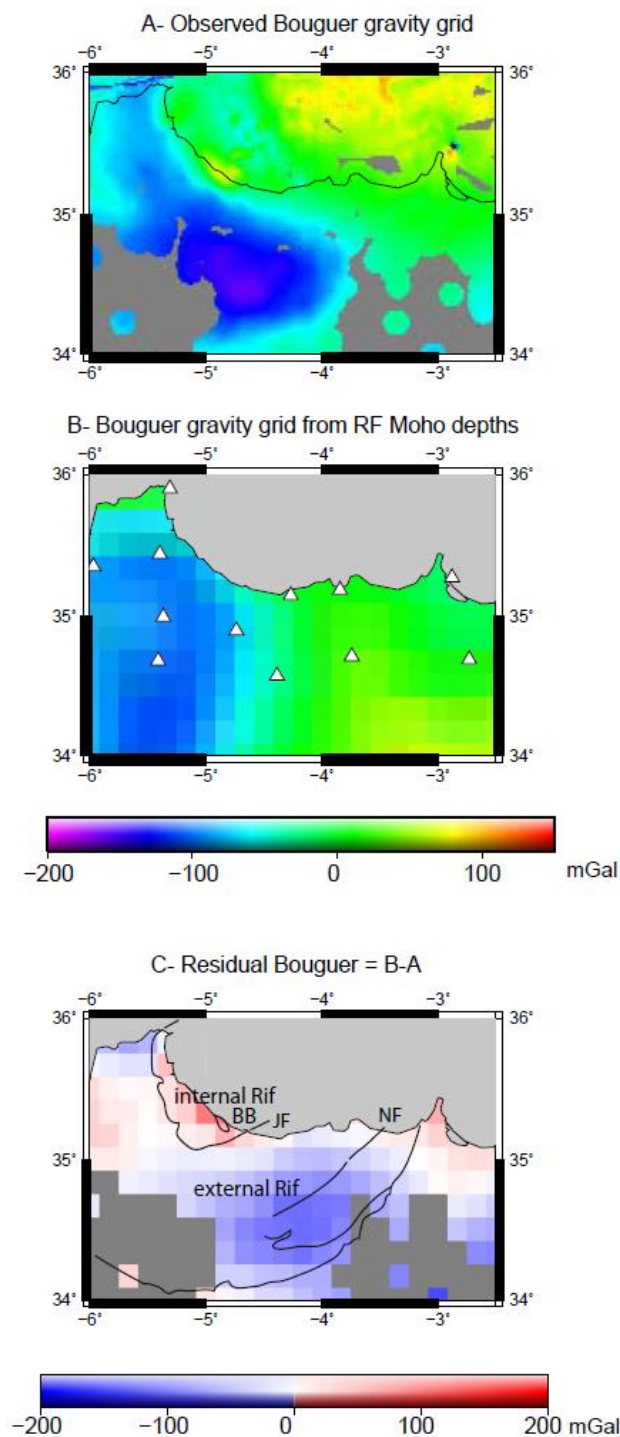 A- Observed Bouguer gravity grid
−6˚ −5˚ −4˚ −3˚
36˚ 36˚
35˚ 35˚
34˚ 34˚
−6˚ −5˚ −4˚ −3˚
B- Bouguer gravity grid from RF Moho depths
−6˚ −5˚ −4˚ −3˚
36˚ 36˚
35˚ 35˚
34˚ 34˚
−6˚ −5˚ −4˚ −3˚
−200 −100 0 100 mGal
C- Residual Bouguer = B-A
−6˚ −5˚ −4˚ −3˚
36˚ 36˚
internal Rif
BB JF NF
35˚ 35˚
external Rif
34˚ 34˚
−6˚ −5˚ −4˚ −3˚
−200 −100 0 100 200
mGal